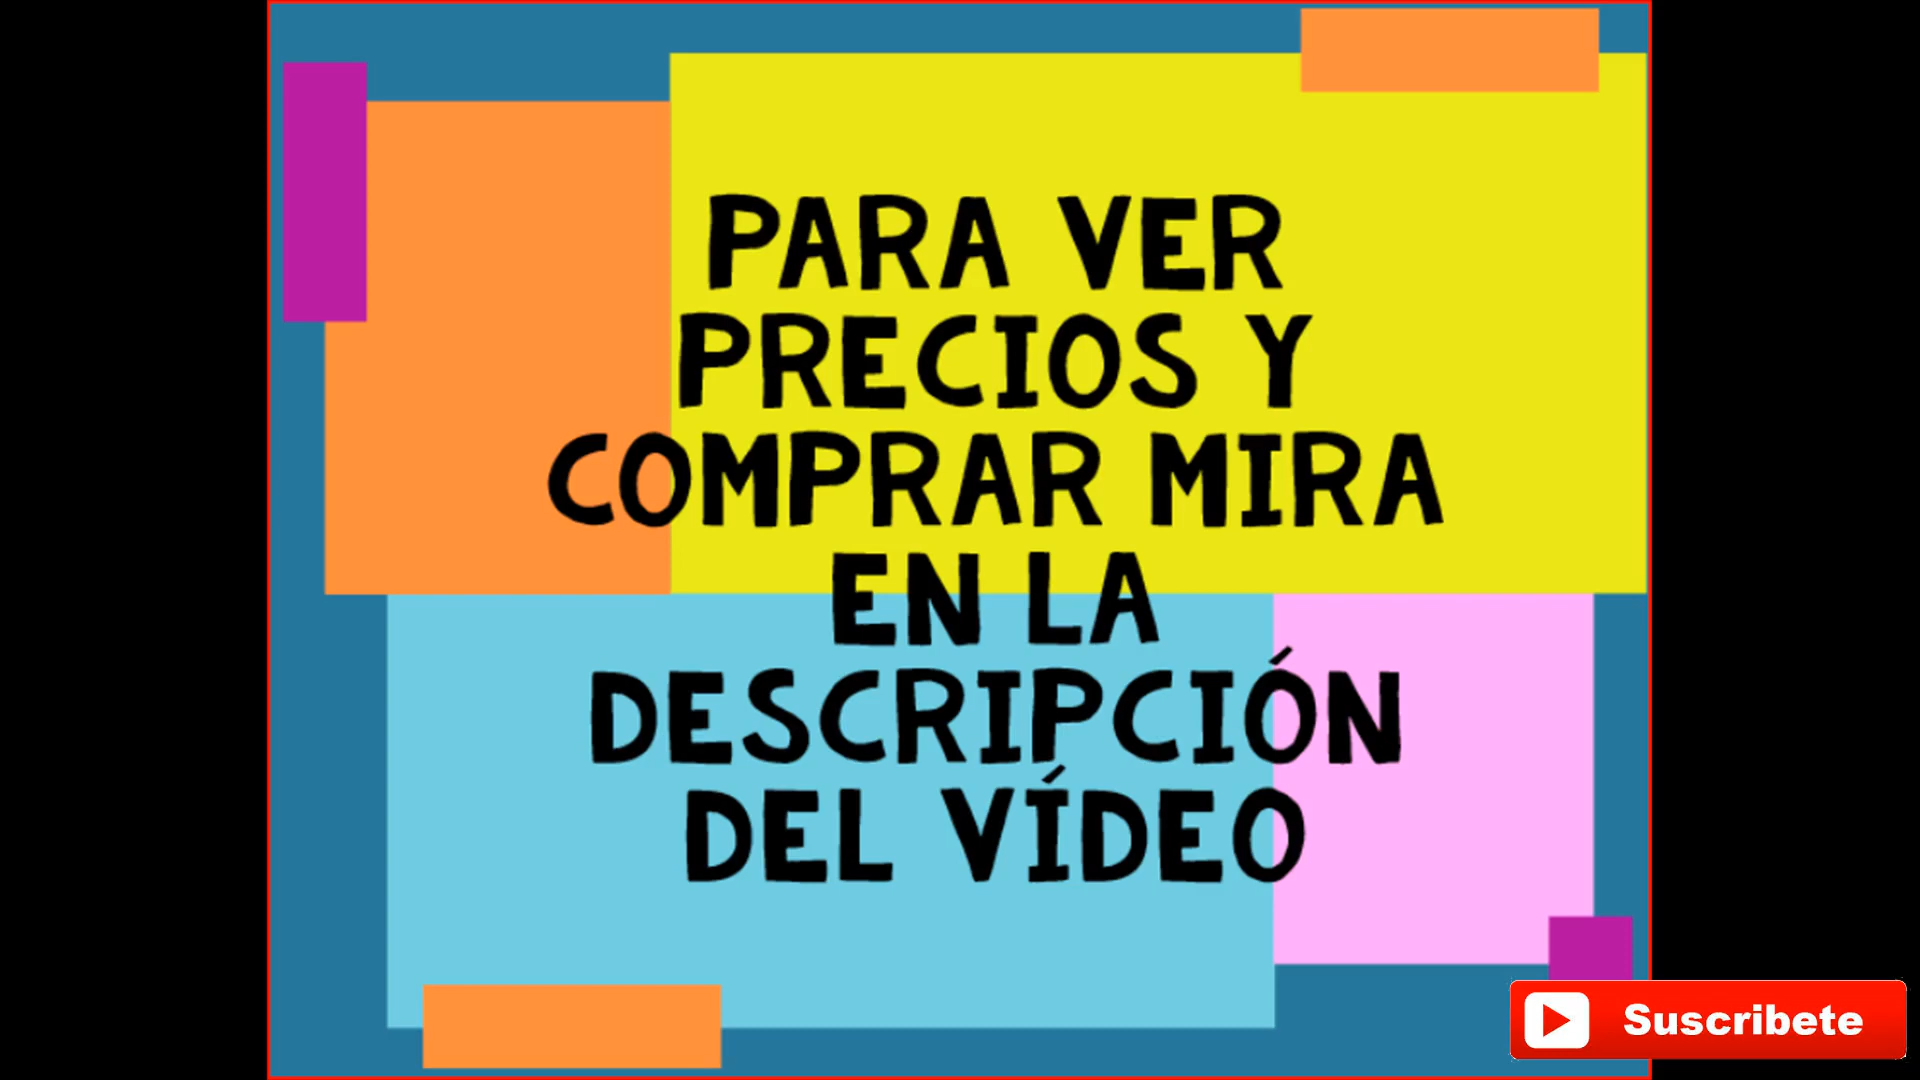 PARA VER
PRECIOS Y
COMPRAR MIRA
EN LA
DESCRIPCIÓN
DEL VÍDEO
Suscribete